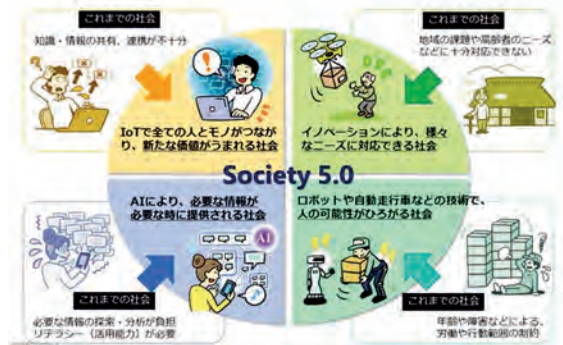 これまでの社会
知識・情報の共有、連携が不十分
IoTで全ての人とモノがつなが
り、新たな価値がうまれる社会
これまでの社会
地域の課題や高齢者のニーズ
などに十分対応できない
イノベーションにより、様々
なニーズに対応できる社会
Society 5.0
AIにより、必要な情報が
必要な時に提供される社会
AI
これまでの社会
必要な情報の探索・分析が負担
リテラシー（活用能力）が必要
ロボットや自動走行車などの技術で、
人の可能性がひろがる社会
これまでの社会
年齢や障害などによる、
労働や行動範囲の制約